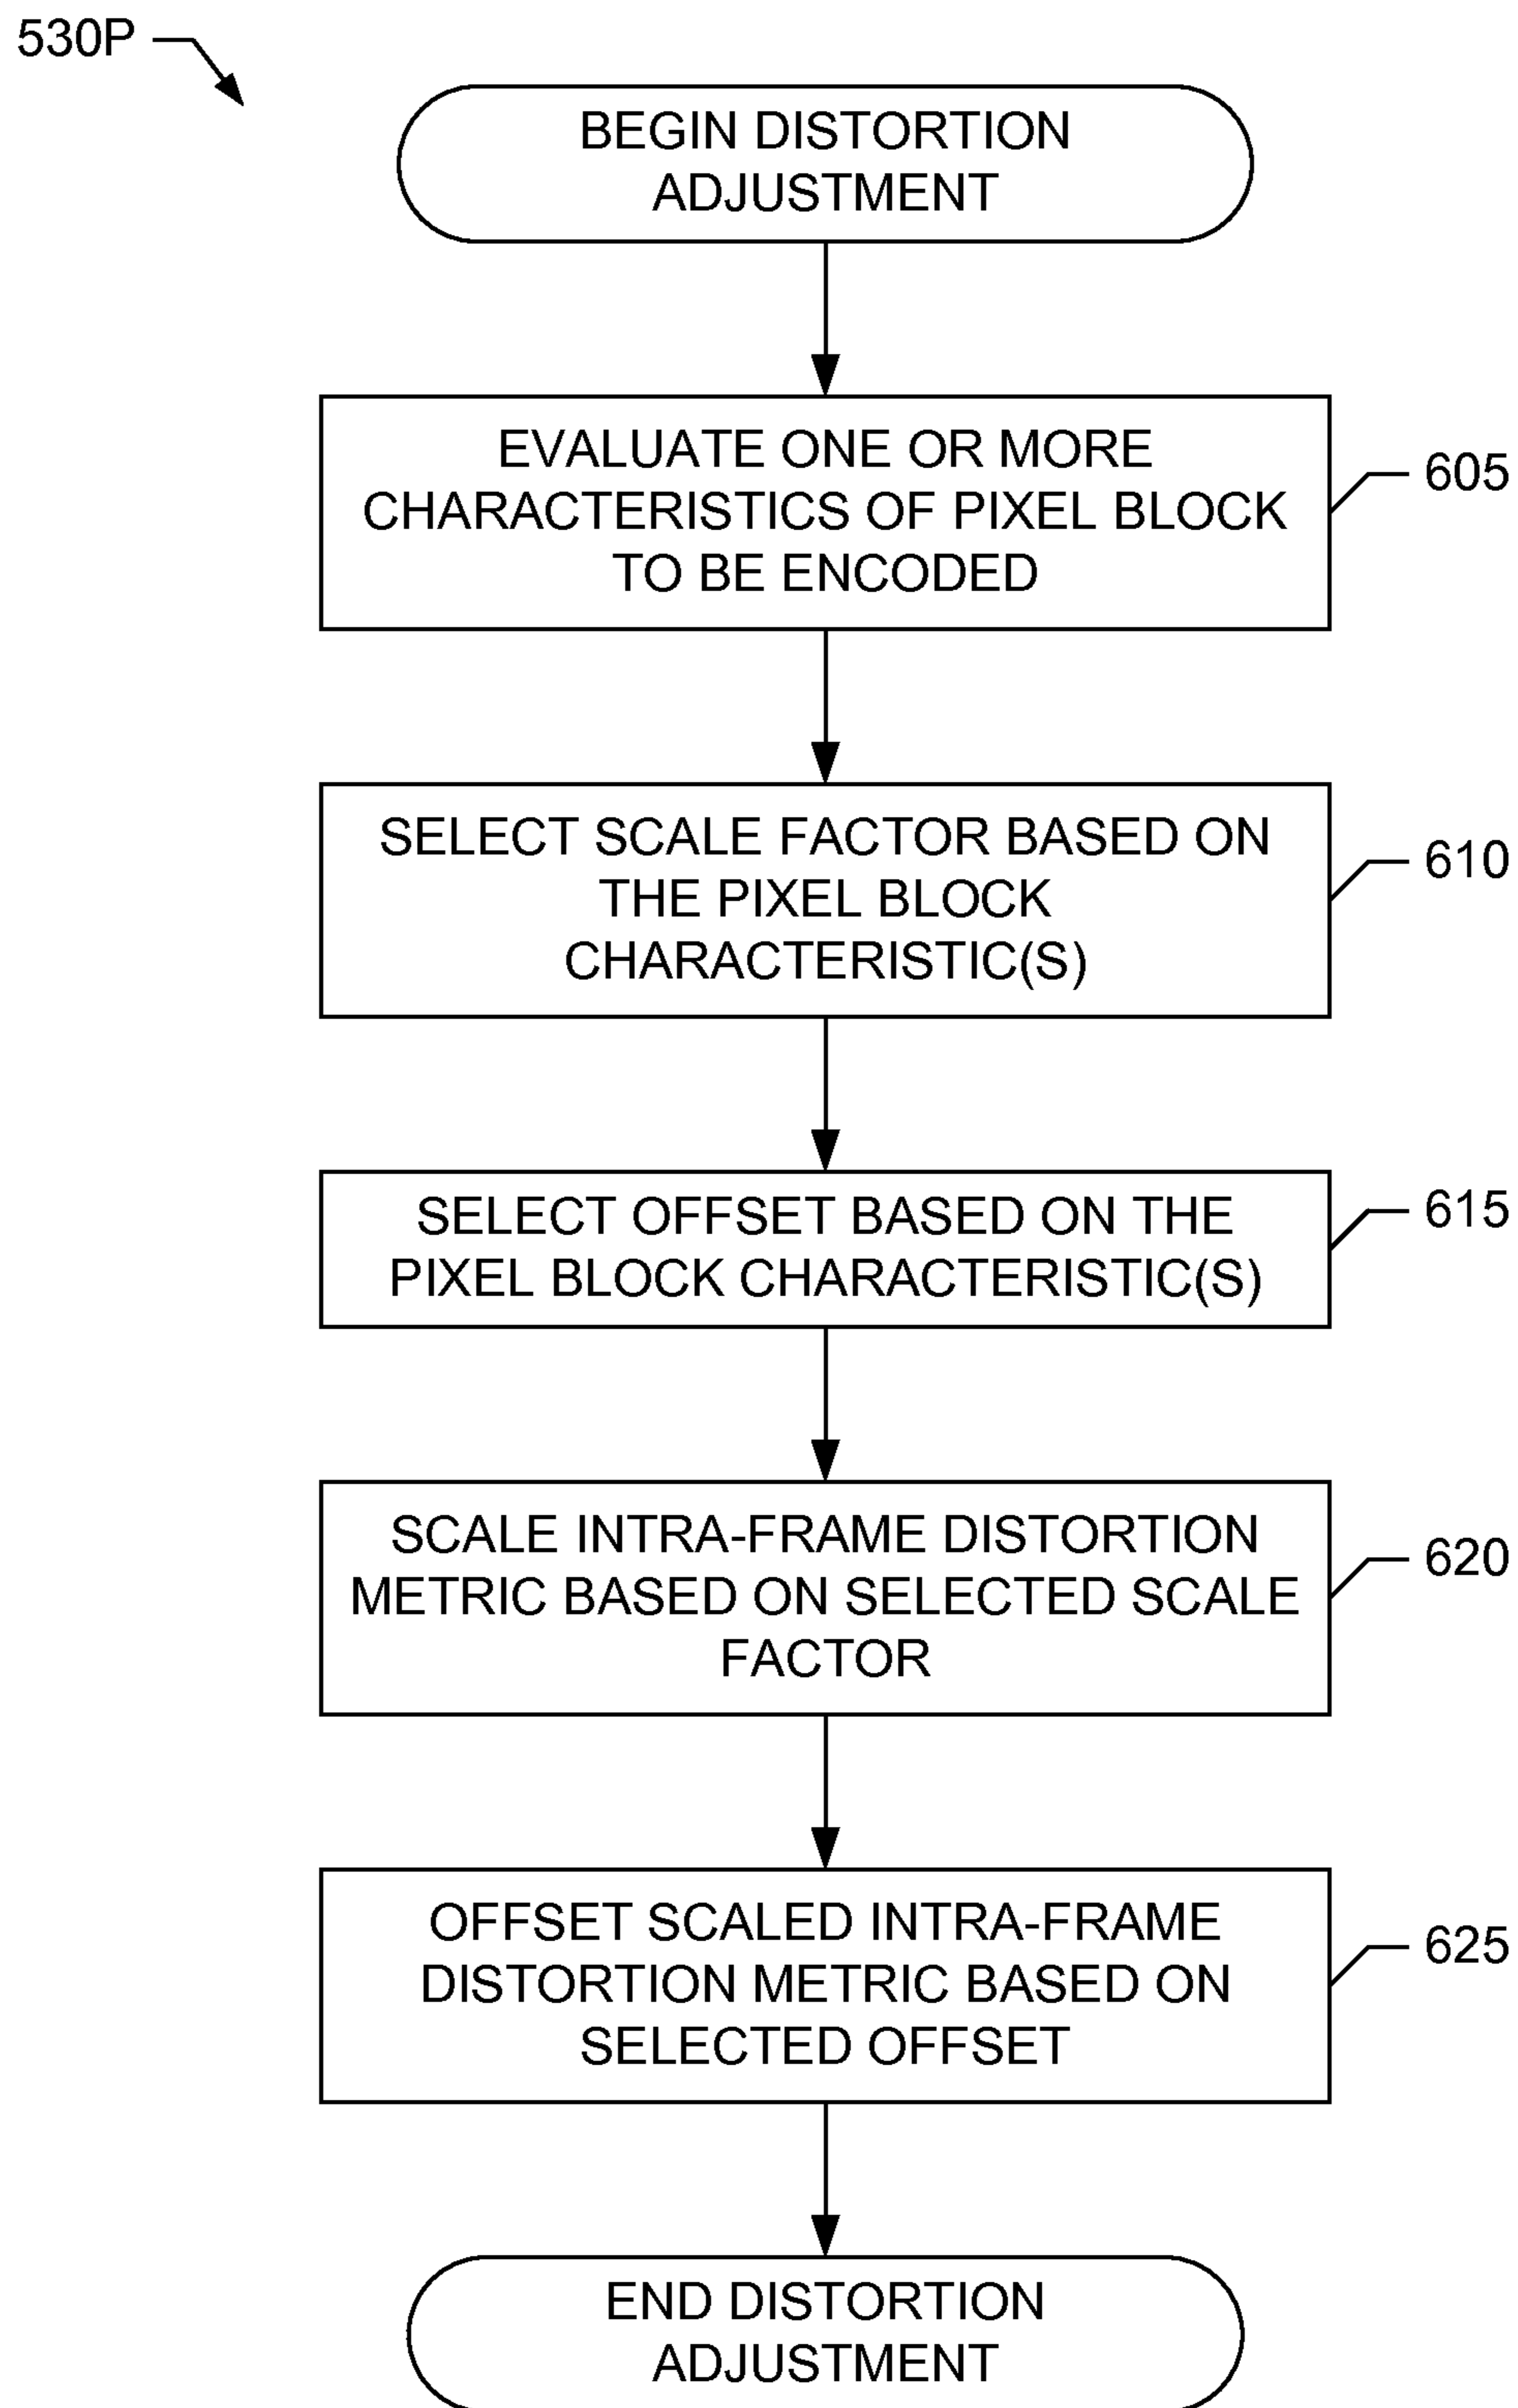 530P
BEGIN DISTORTION
ADJUSTMENT
EVALUATE ONE OR MORE
CHARACTERISTICS OF PIXEL BLOCK
TO BE ENCODED
605
SELECT SCALE FACTOR BASED ON
THE PIXEL BLOCK
CHARACTERISTIC(S)
610
SELECT OFFSET BASED ON THE
PIXEL BLOCK CHARACTERISTIC(S)
615
SCALE INTRA-FRAME DISTORTION
METRIC BASED ON SELECTED SCALE
FACTOR
620
OFFSET SCALED INTRA-FRAME
DISTORTION METRIC BASED ON
SELECTED OFFSET
625
END DISTORTION
ADJUSTMENT